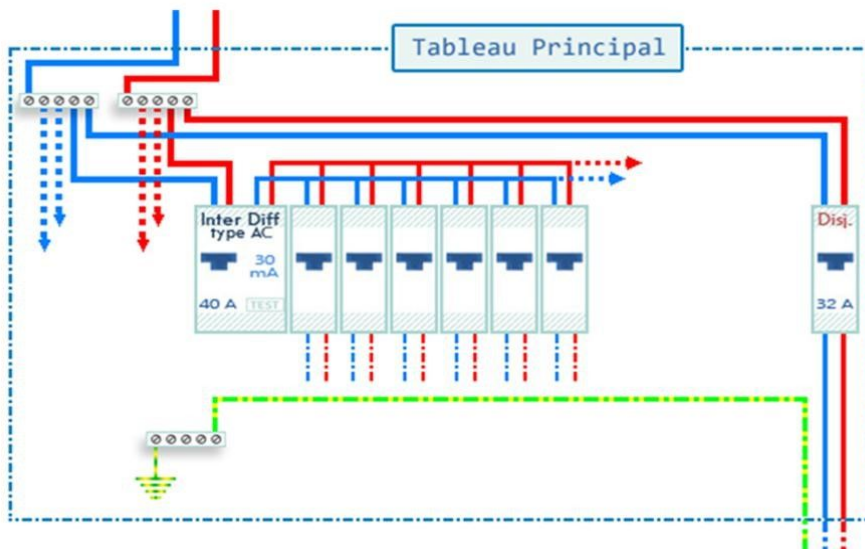 Tableau Principal
Inter Diff
type AC
30
mA
40 A
TEST
Disj.
32 A